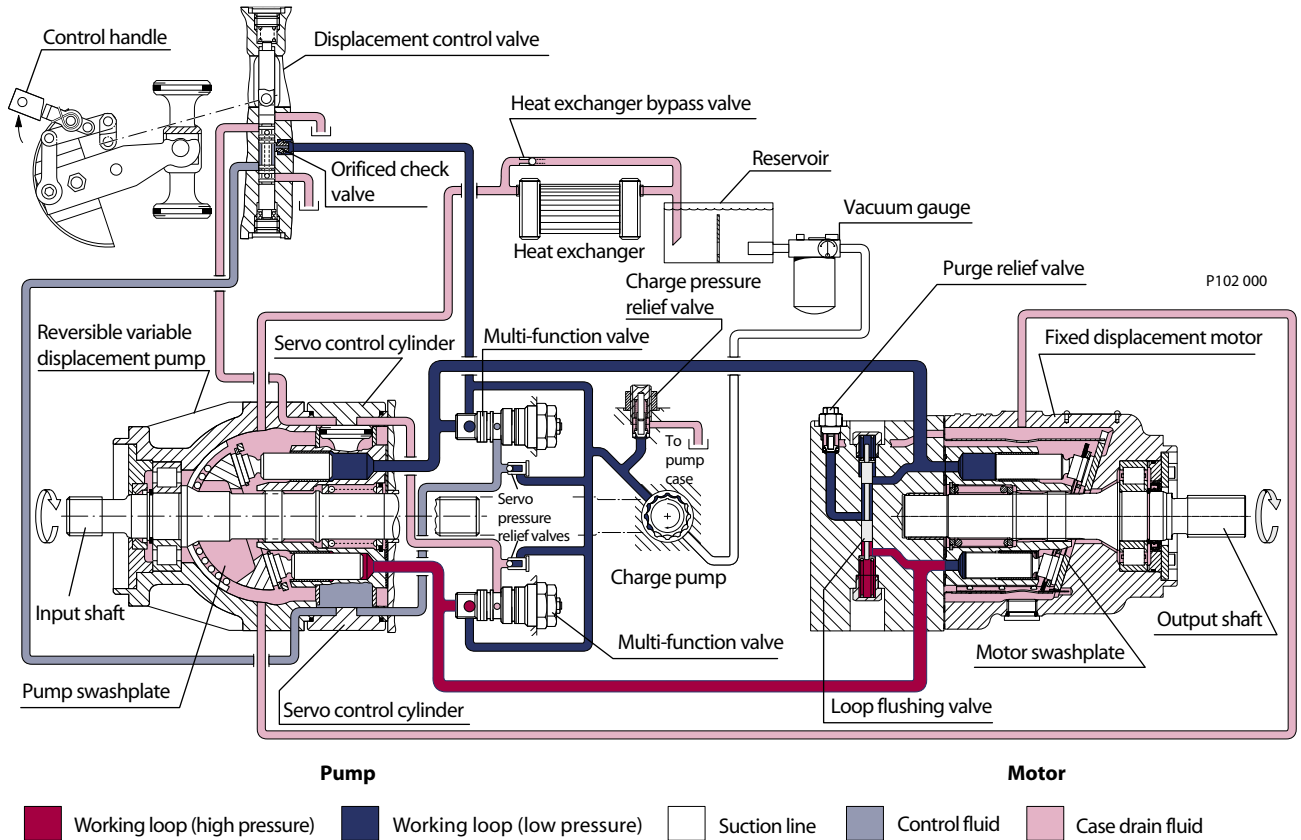 Control handle
Displacement control valve
Heat exchanger bypass valve
Reservoir
Orificed check
valve
Vacuum gauge
Heat exchanger
Purge relief valve
Charge pressure
relief valve
P102 000
Reversible variable
displacement pump
Servo control cylinder
Multi-function valve
Fixed displacement motor
To
pump
case
Servo
pressure
relief valves
Charge pump
Input shaft
Output shaft
Multi-function valve
Motor swashplate
Pump swashplate
Servo control cylinder
Loop flushing valve
Pump
Motor
Working loop (high pressure)
Working loop (low pressure)
Suction line
Control fluid
Case drain fluid